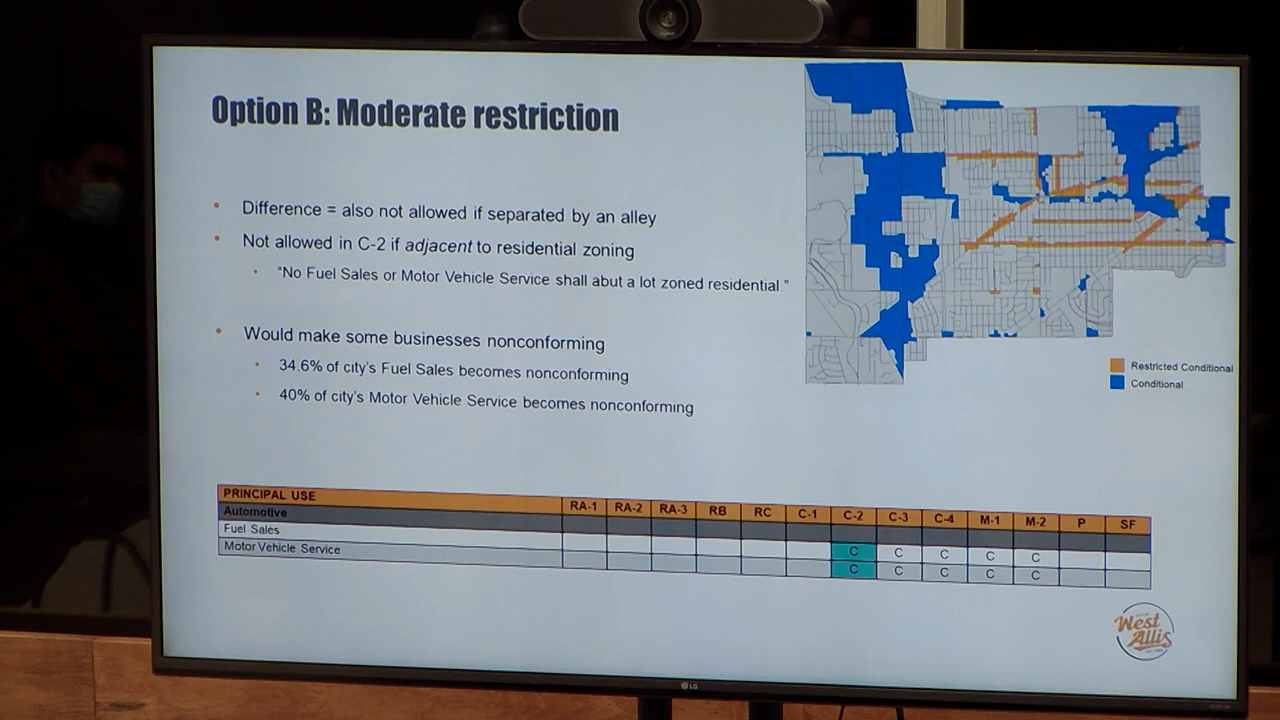 Option B: Moderate restriction
Difference = also not allowed if separated by an alley
Not allowed in C-2 if adjacent to residential zoning
“No Fuel Sales or Motor Vehicle Service shall abut a lot zoned residential.”
Would make some businesses nonconforming
34.6% of city's Fuel Sales becomes nonconforming
40% of city's Motor Vehicle Service becomes nonconforming
Restricted Conditional
Conditional
PRINCIPAL USE RA-1 RA-2 RA-3 RB RC C-1 C-2 C-3 C-4 M-1 M-2 P SF
Automotive
Fuel Sales C C C C C
Motor Vehicle Service C C C C C
West
Allis
LG